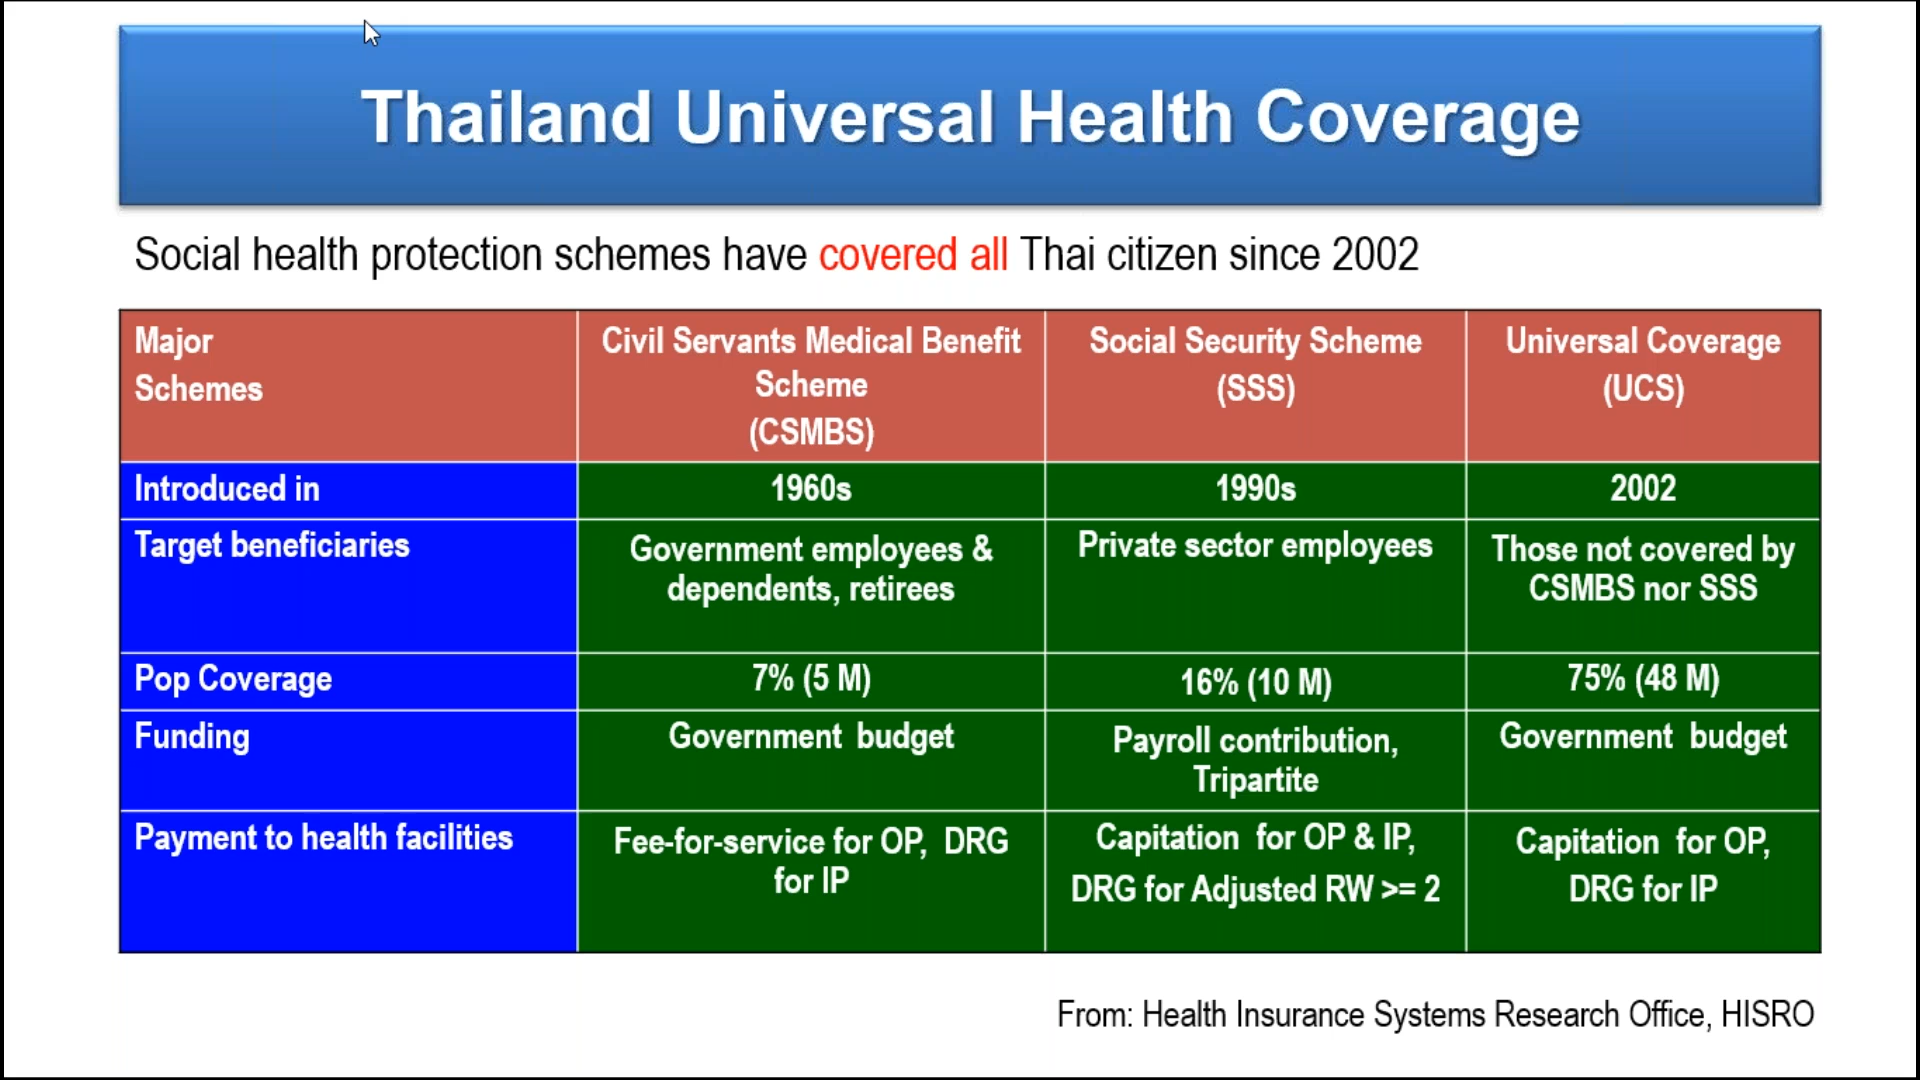 Thailand Universal Health Coverage
Social health protection schemes have covered all Thai citizen since 2002
Major
Schemes
Civil Servants Medical Benefit
Scheme
(CSMBS)
Social Security Scheme
(SSS)
Universal Coverage
(UCS)
Introduced in
1960s
1990s
2002
Target beneficiaries
Government employees &
dependents, retirees
Private sector employees
Those not covered by
CSMBS nor SSS
Pop Coverage
7% (5 M)
16% (10 M)
75% (48 M)
Funding
Government budget
Payroll contribution,
Tripartite
Government budget
Payment to health facilities
Fee-for-service for OP, DRG
for IP
Capitation for OP & IP,
DRG for Adjusted RW >= 2
Capitation for OP,
DRG for IP
From: Health Insurance Systems Research Office, HISRO